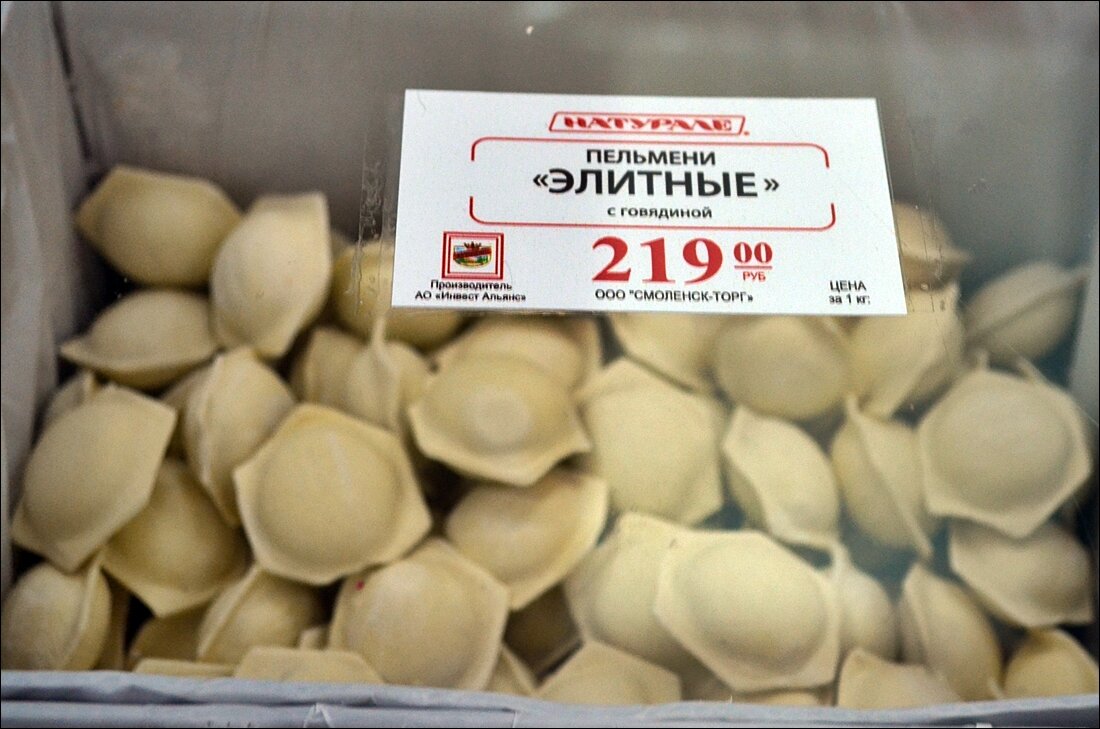 НАТУРАЛЕ
ПЕЛЬМЕНИ
«ЭЛИТНЫЕ»
с говядиной
219 00
РУБ
Производитель
АО «Инвест Альянс»
ООО "СМОЛЕНСК-ТОРГ»
ЦЕНА
за 1 кг.